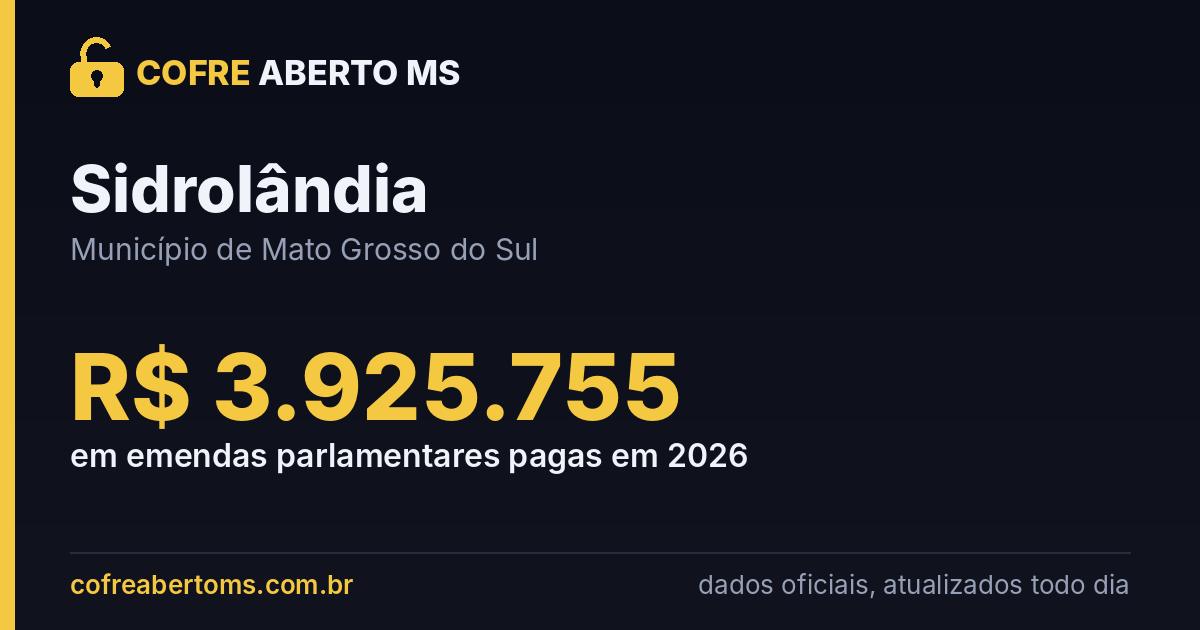 COFRE ABERTO MS
Sidrolândia
Município de Mato Grosso do Sul
R$ 3.925.755
em emendas parlamentares pagas em 2026
cofreabertoms.com.br
dados oficiais, atualizados todo dia